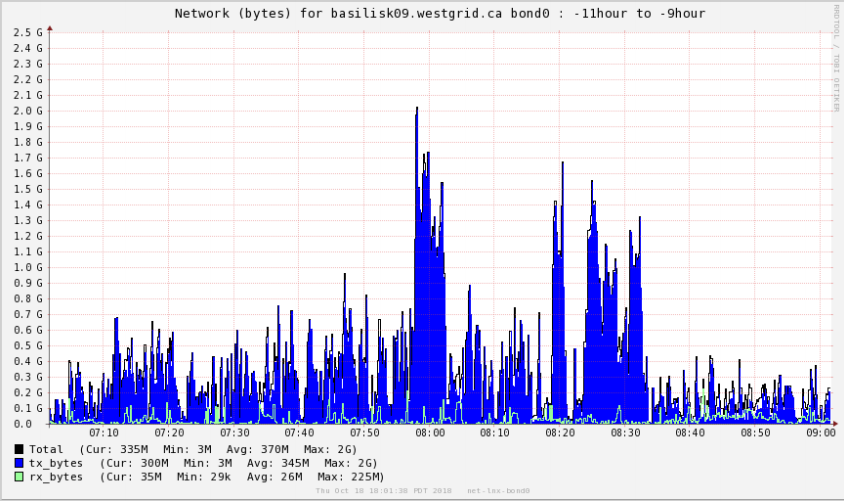 Network (bytes) for basilisk09.westgrid.ca bond0 : -11hour to -9hour
RRDTOOL / TOBI OETIKER
2.5 G
2.4 G
2.3 G
2.2 G
2.1 G
2.0 G
1.9 G
1.8 G
1.7 G
1.6 G
1.5 G
1.4 G
1.3 G
1.2 G
1.1 G
1.0 G
0.9 G
0.8 G
0.7 G
0.6 G
0.5 G
0.4 G
0.3 G
0.2 G
0.1 G
0.0
07:10 07:20 07:30 07:40 07:50 08:00 08:10 08:20 08:30 08:40 08:50 09:00
Total (Cur: 335M Min: 3M Avg: 370M Max: 2G)
tx_bytes (Cur: 300M Min: 3M Avg: 345M Max: 2G)
rx_bytes (Cur: 35M Min: 29k Avg: 26M Max: 225M)
Thu Oct 18 18:01:38 PDT 2018 net-lnx-bond0